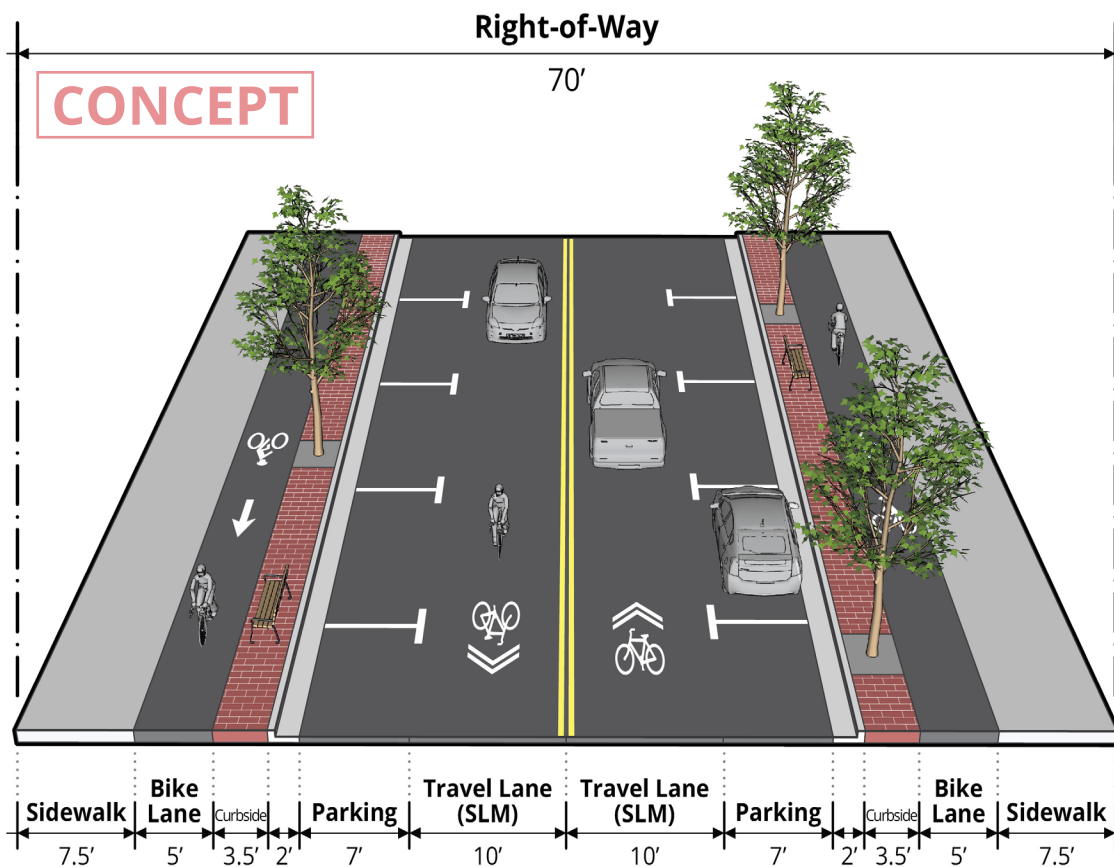 Right-of-Way
70’
CONCEPT
Sidewalk
Bike
Lane
Curbside
Parking
Travel Lane
(SLM)
Travel Lane
(SLM)
Parking
Curbside
Bike
Lane
Sidewalk
7.5’
5’
3.5’
2’
7’
10’
10’
7’
2’
3.5’
5’
7.5’